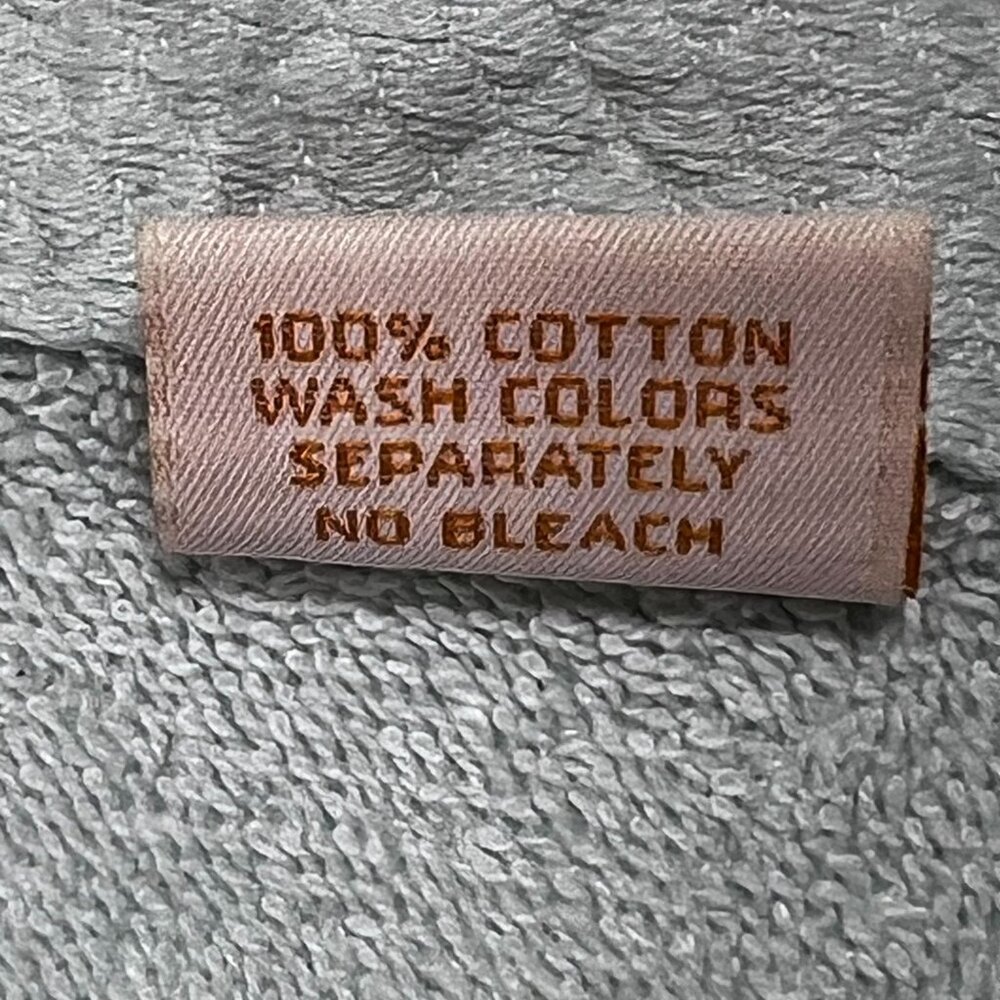 100% COTTON
WASH COLORS
SEPARATELY
NO BLEACH